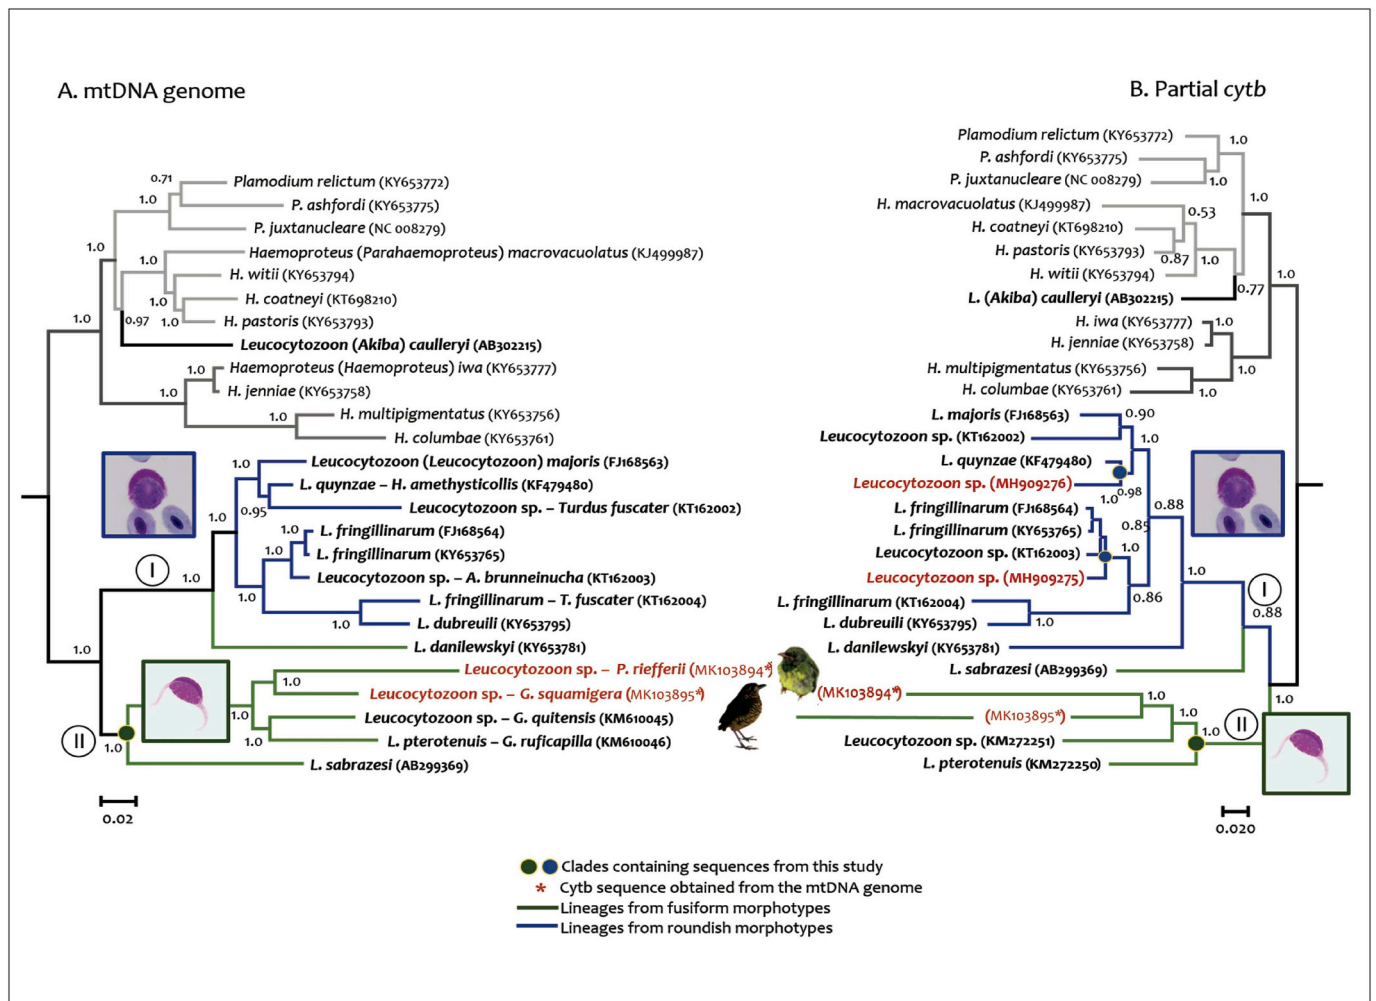 A. mtDNA genome
0.71
Plamodium relictum (KY653772)
1.0
P. ashfordi (KY653775)
P. juxtanucleare (NC 008279)
1.0
Haemoproteus (Parahaemoproteus) macrovacuolatus (KJ499987)
H. witii (KY653794)
1.0
H. coatneyi (KT698210)
1.0
H. pastoris (KY653793)
0.97
1.0
Leucocytozoon (Akiba) caulleryi (AB302215)
Haemoproteus (Haemoproteus) iwa (KY653777)
1.0
H. jenniae (KY653758)
H. multipigmentatus (KY653756)
1.0
H. columbae (KY653761)
1.0
Leucocytozoon (Leucocytozoon) majoris (FJ168563)
L. quynzae – H. amethysticollis (KF479480)
0.95
Leucocytozoon sp. – Turdus fuscater (KT162002)
1.0
L. fringillinarum (FJ168564)
1.0
L. fringillinarum (KY653765)
I
1.0
Leucocytozoon sp. – A. brunneinucha (KT162003)
1.0
L. fringillinarum – T. fuscater (KT162004)
1.0
L. dubreuili (KY653795)
1.0
L. danilewskyi (KY653781)
Leucocytozoon sp. – P. riefferii (MK103894*)
1.0
Leucocytozoon sp. – G. squamigera (MK103895*)
1.0
Leucocytozoon sp. – G. quitensis (KM610045)
II
1.0
L. pterotenuis – G. ruficapilla (KM610046)
L. sabrazesi (AB299369)
0.02
B. Partial cytb
Plamodium relictum (KY653772)
1.0
P. ashfordi (KY653775)
P. juxtanucleare (NC 008279)
1.0
H. macrovacuolatus (KJ499987)
1.0
0.53
H. coatneyi (KT698210)
H. pastoris (KY653793)
0.87
1.0
H. witii (KY653794)
1.0
0.77
L. (Akiba) caulleryi (AB302215)
H. iwa (KY653777)
1.0
H. jenniae (KY653758)
H. multipigmentatus (KY653756)
1.0
H. columbae (KY653761)
1.0
L. majoris (FJ168563)
0.90
Leucocytozoon sp. (KT162002)
1.0
L. quynzae (KF479480)
Leucocytozoon sp. (MH909276)
1.0
0.98
L. fringillinarum (FJ168564)
0.88
L. fringillinarum (KY653765)
0.85
Leucocytozoon sp. (KT162003)
1.0
Leucocytozoon sp. (MH909275)
1.0
L. fringillinarum (KT162004)
0.86
I
L. dubreuili (KY653795)
1.0
0.88
L. danilewskyi (KY653781)
L. sabrazesi (AB299369)
(MK103894*)
1.0
1.0
(MK103895*)
1.0
II
Leucocytozoon sp. (KM272251)
1.0
L. pterotenuis (KM272250)
0.020
Clades containing sequences from this study
* Cytb sequence obtained from the mtDNA genome
Lineages from fusiform morphotypes
Lineages from roundish morphotypes